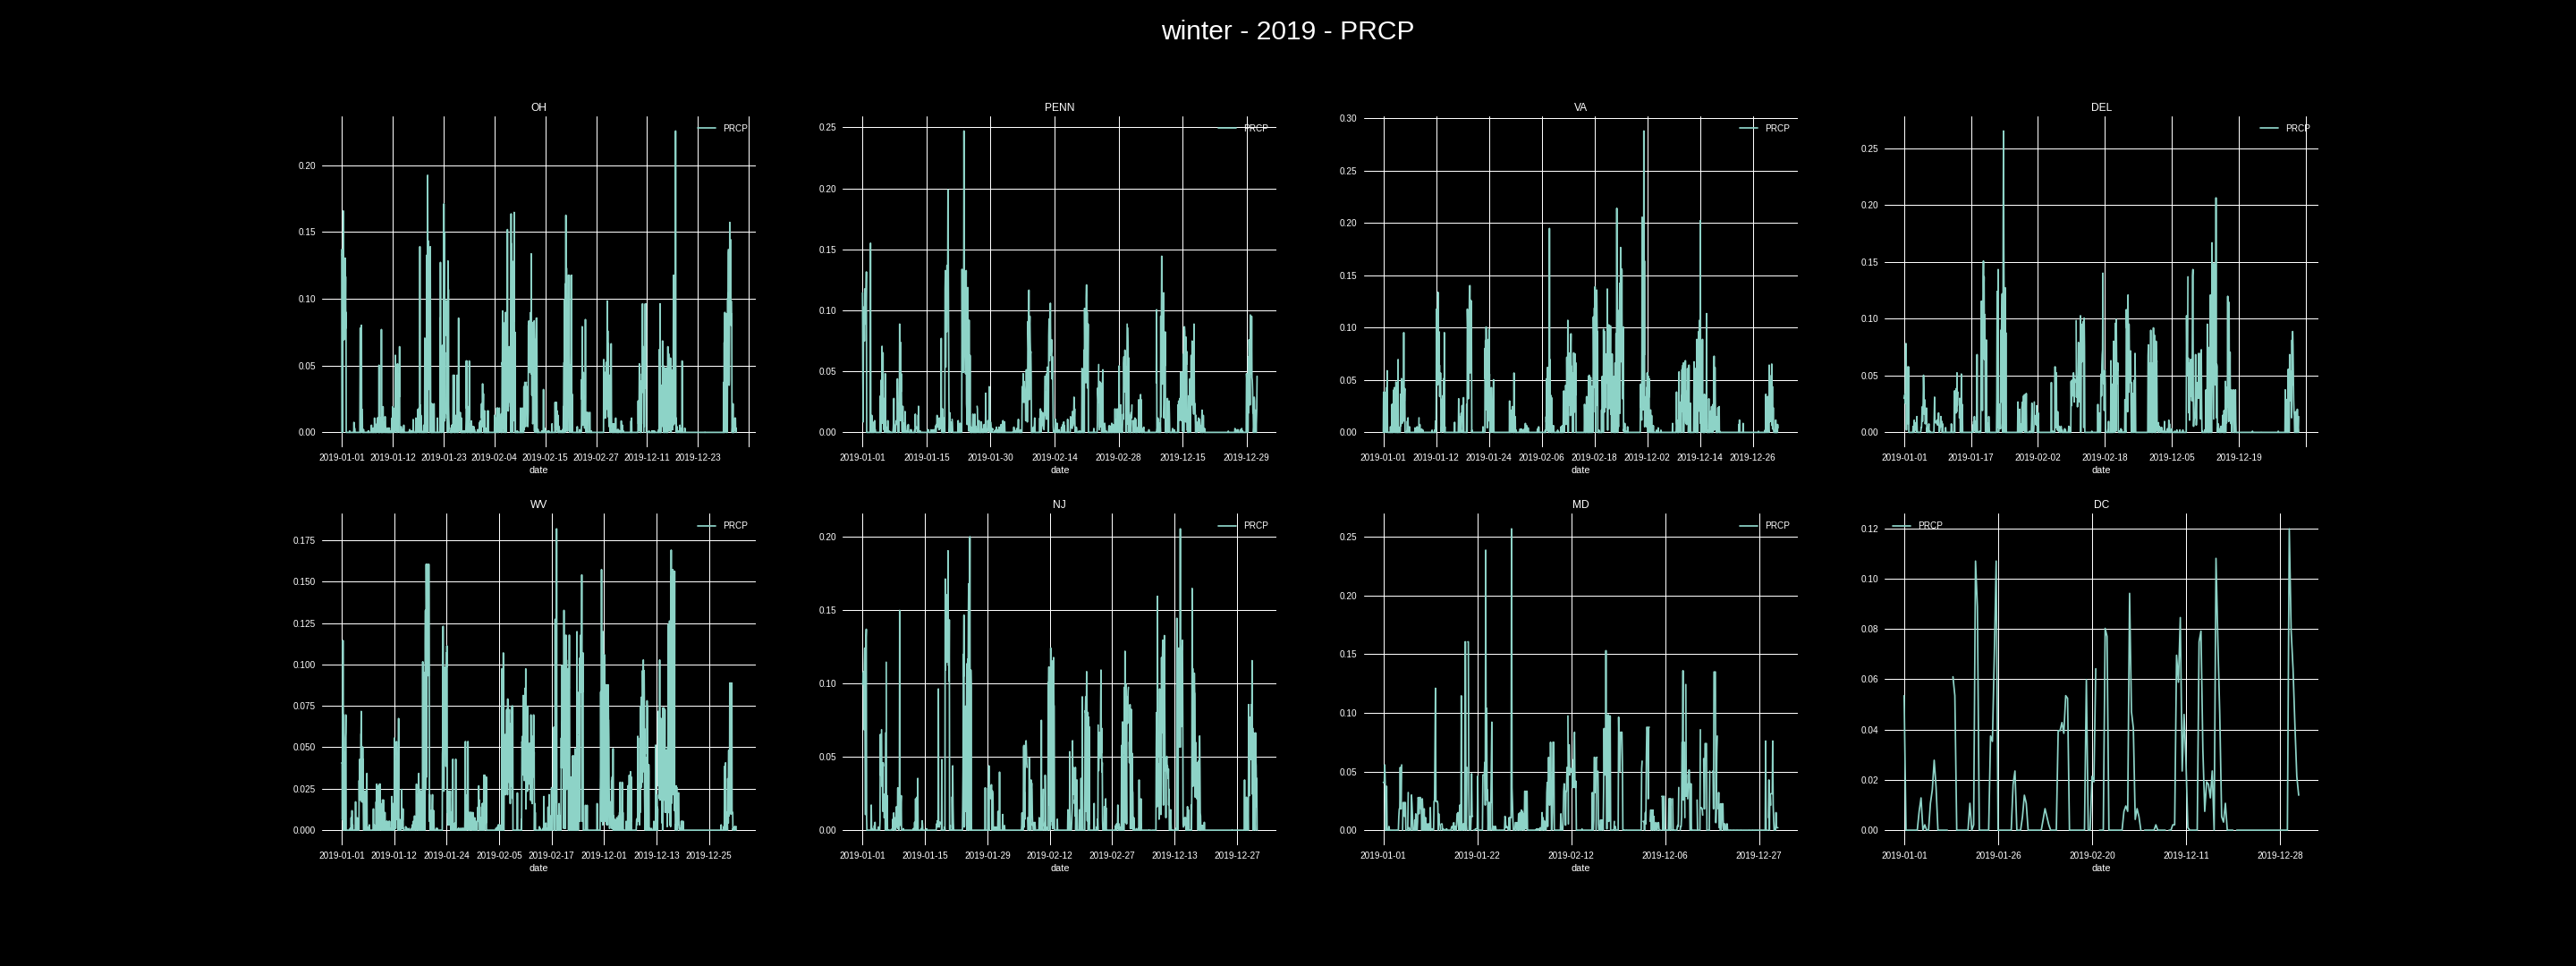 winter - 2019 - PRCP
OH
PRCP
0.20
0.15
0.10
0.05
0.00
2019-01-01 2019-01-12 2019-01-23 2019-02-04 2019-02-15 2019-02-27 2019-12-11 2019-12-23
date
PENN
PRCP
0.25
0.20
0.15
0.10
0.05
0.00
2019-01-01 2019-01-15 2019-01-30 2019-02-14 2019-02-28 2019-12-15 2019-12-29
date
VA
PRCP
0.30
0.25
0.20
0.15
0.10
0.05
0.00
2019-01-01 2019-01-12 2019-01-24 2019-02-06 2019-02-18 2019-12-02 2019-12-14 2019-12-26
date
DEL
PRCP
0.25
0.20
0.15
0.10
0.05
0.00
2019-01-01 2019-01-17 2019-02-02 2019-02-18 2019-12-05 2019-12-19
date
WV
PRCP
0.175
0.150
0.125
0.100
0.075
0.050
0.025
0.000
2019-01-01 2019-01-12 2019-01-24 2019-02-05 2019-02-17 2019-12-01 2019-12-13 2019-12-25
date
NJ
PRCP
0.20
0.15
0.10
0.05
0.00
2019-01-01 2019-01-15 2019-01-29 2019-02-12 2019-02-27 2019-12-13 2019-12-27
date
MD
PRCP
0.25
0.20
0.15
0.10
0.05
0.00
2019-01-01 2019-01-22 2019-02-12 2019-12-06 2019-12-27
date
DC
PRCP
0.12
0.10
0.08
0.06
0.04
0.02
0.00
2019-01-01 2019-01-26 2019-02-20 2019-12-11 2019-12-28
date